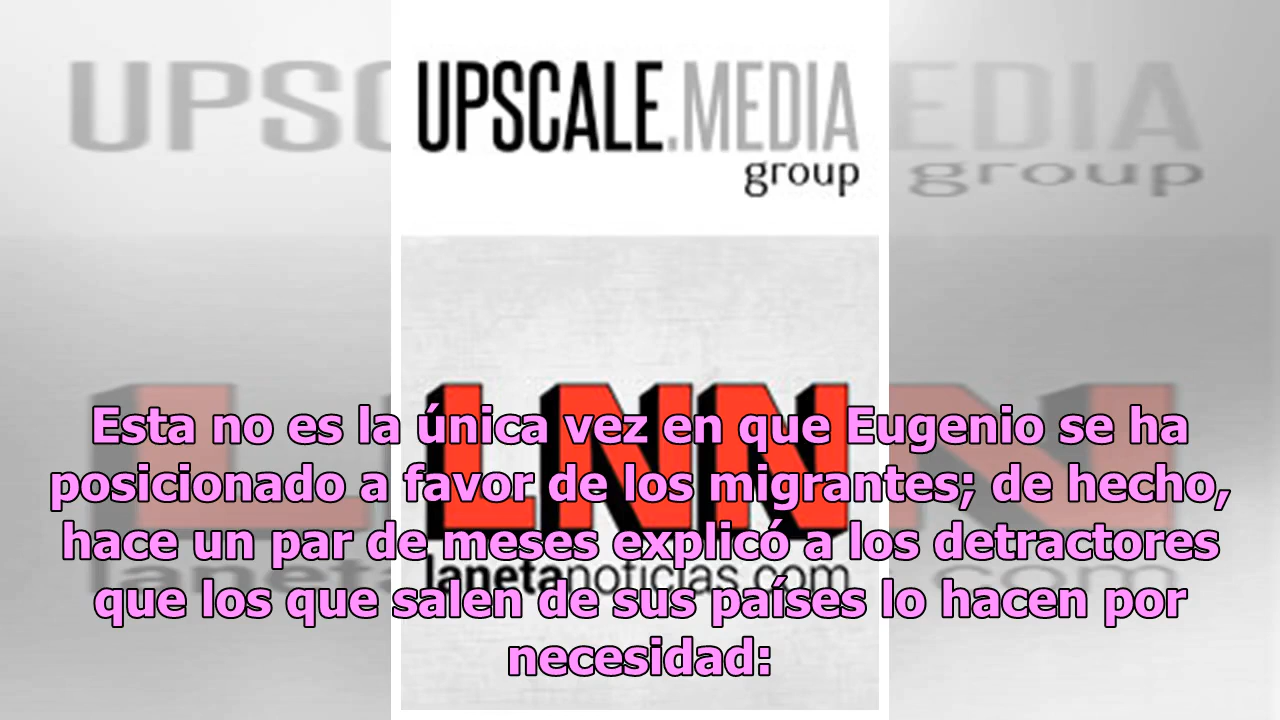 UPSCALE.MEDIA
group
LNN
lanetanoticias.com
Esta no es la única vez en que Eugenio se ha
posicionado a favor de los migrantes; de hecho,
hace un par de meses explicó a los detractores
que los que salen de sus países lo hacen por
necesidad: